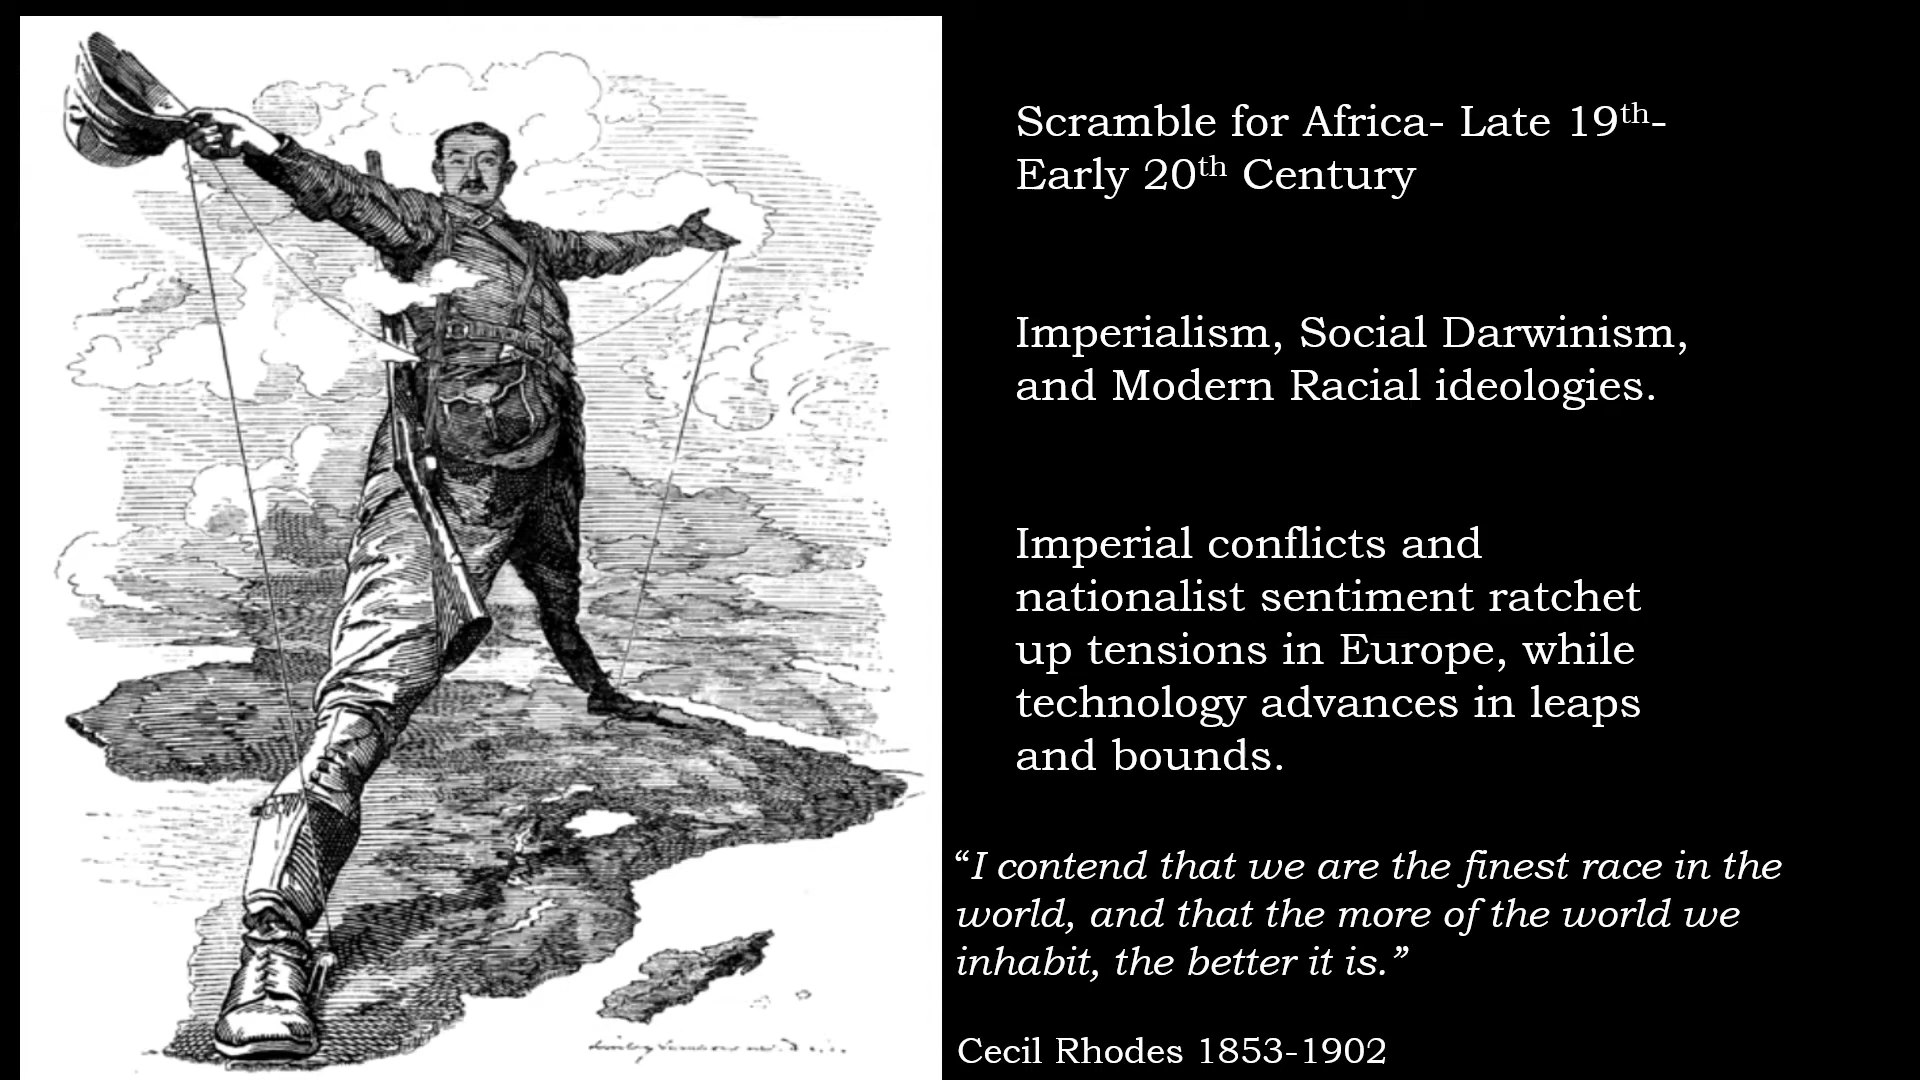 Scramble for Africa- Late 19th-
Early 20th Century
Imperialism, Social Darwinism,
and Modern Racial ideologies.
Imperial conflicts and
nationalist sentiment ratchet
up tensions in Europe, while
technology advances in leaps
and bounds.
“I contend that we are the finest race in the
world, and that the more of the world we
inhabit, the better it is.”
Cecil Rhodes 1853-1902